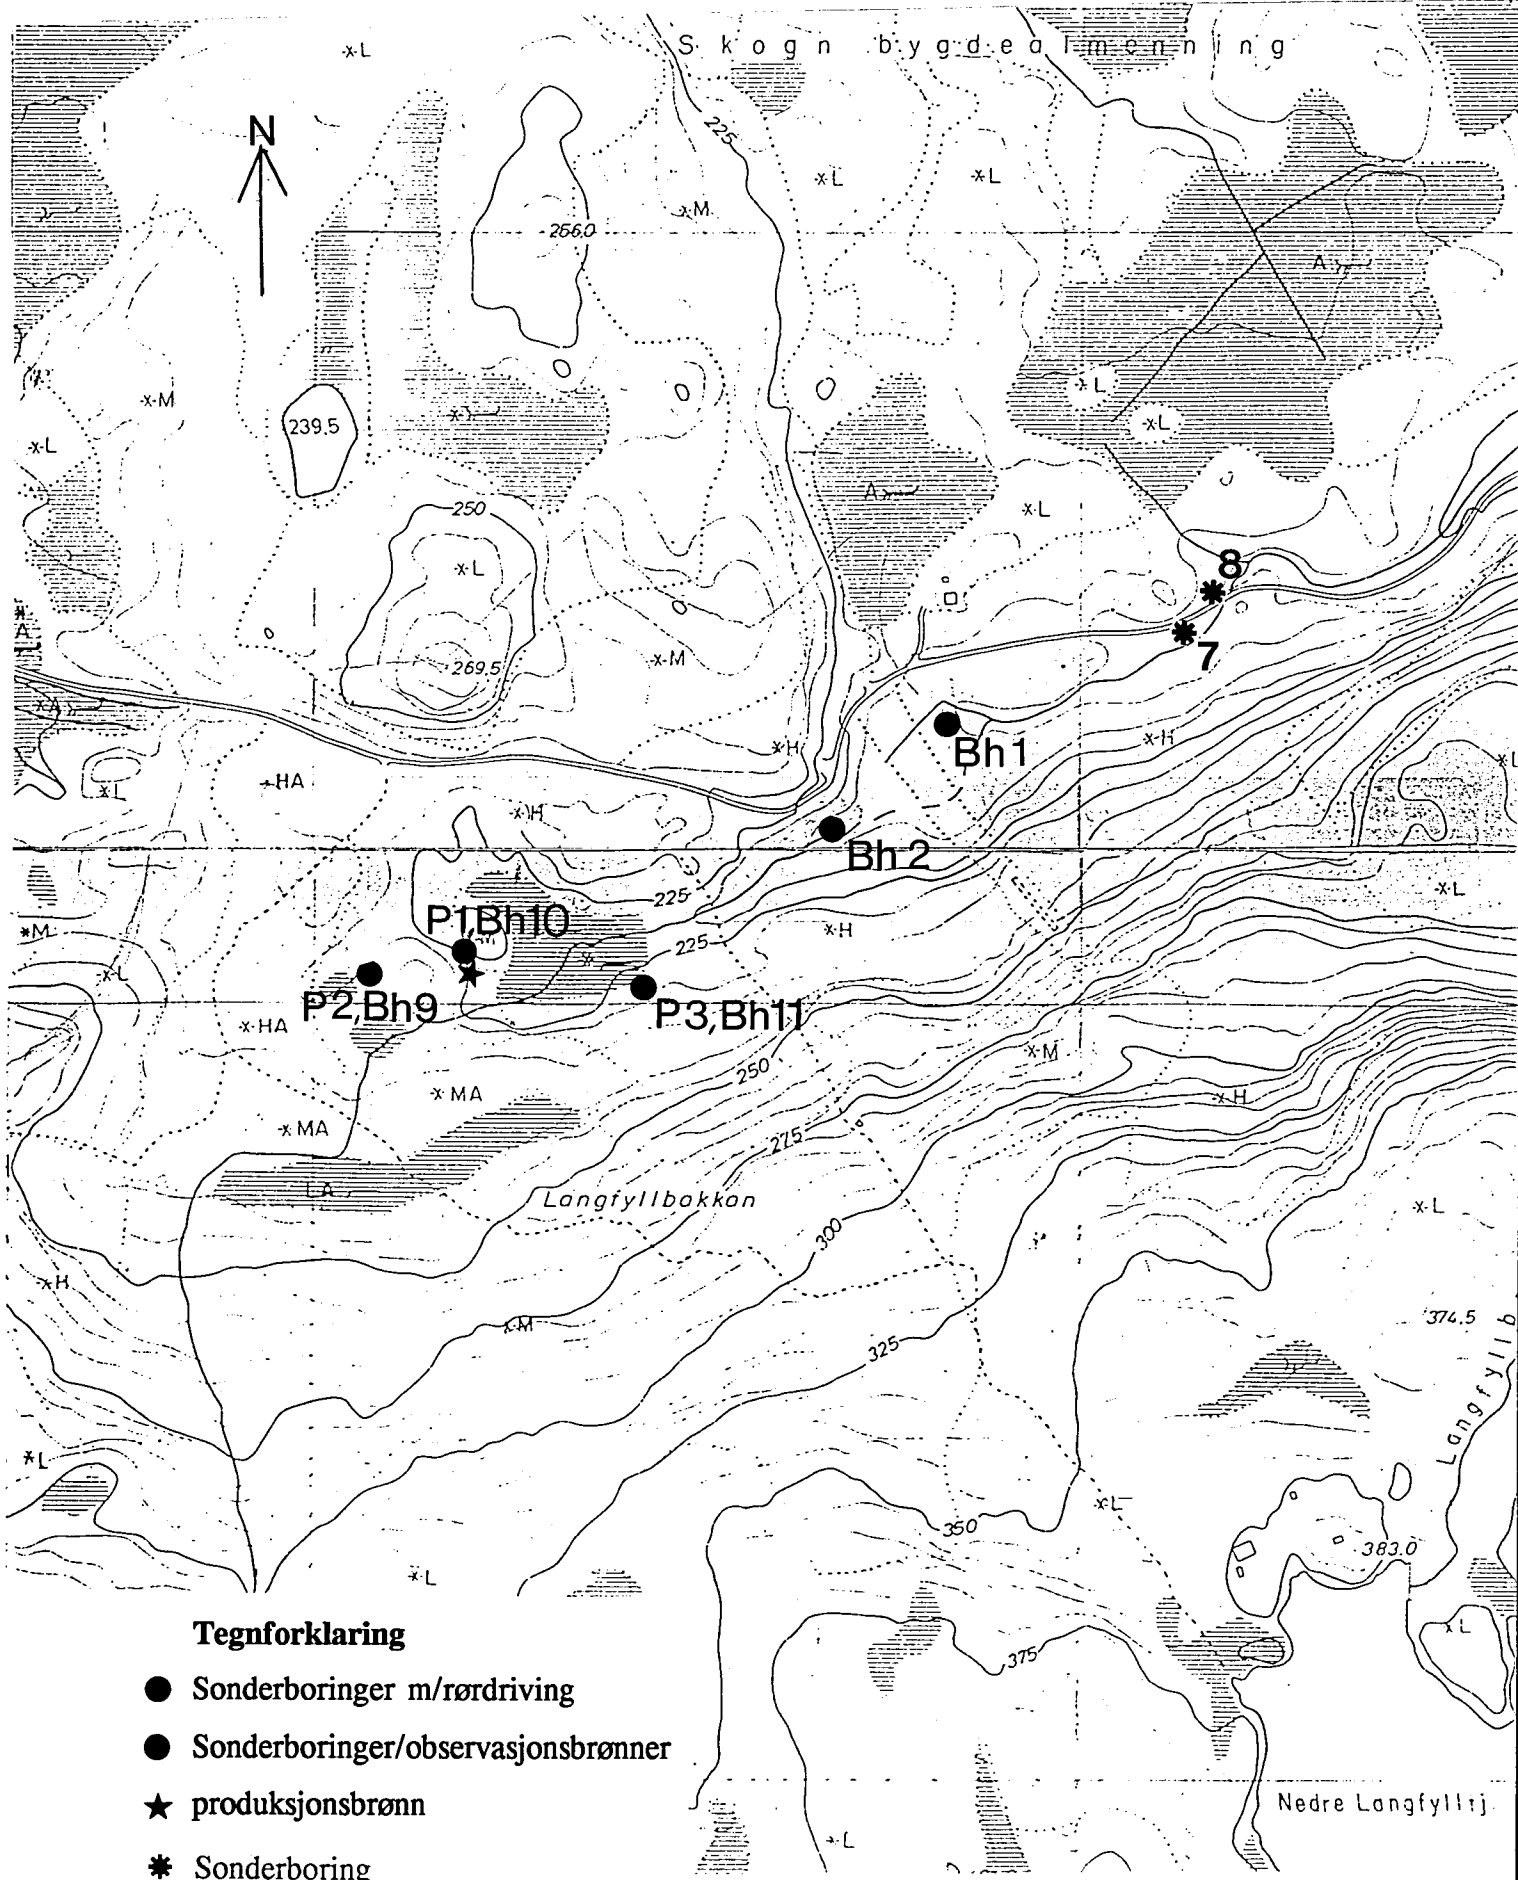 x L
Skogn bygdealmenning
N
225
x L
x L
x M
256.0
A
x M
239.5
x L
x L
x L
250
A
x L
x L
8
A
x M
269.5
7
A
x H
Bh1
x H
x L
HA
x L
x H
Bh 2
225
x L
P1,Bh10
x M
225
x H
x L
P2,Bh9
P3,Bh11
x HA
x M
250
x MA
x H
x MA
275
LA
Langfyllbakkan
x L
300
x H
374.5
x M
325
Langfyllb
x L
x L
350
383.0
x L
Tegnforklaring
x L
375
Sonderboringer m/rørdriving
Sonderboringer/observasjonsbrønner
produksjonsbrønn
Nedre Langfylltj.
x L
Sonderboring